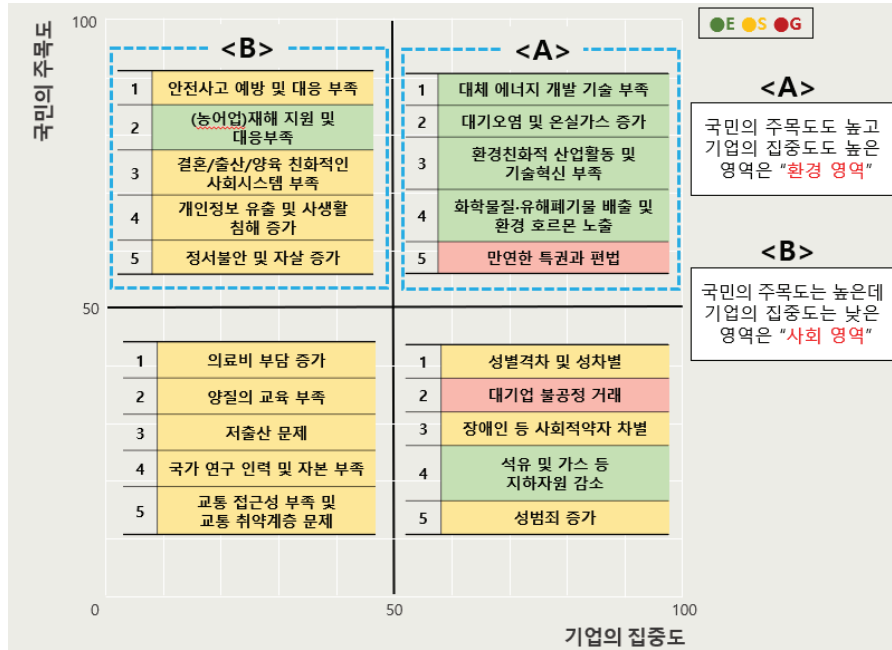 100
국민의 주목도
<B>
1 안전사고 예방 및 대응 부족
2 (농어업)재해 지원 및
대응부족
3 결혼/출산/양육 친화적인
사회시스템 부족
4 개인정보 유출 및 사생활
침해 증가
5 정서불안 및 자살 증가
<A>
1 대체 에너지 개발 기술 부족
2 대기오염 및 온실가스 증가
3 환경친화적 산업활동 및
기술혁신 부족
4 화학물질·유해폐기물 배출 및
환경 호르몬 노출
5 만연한 특권과 편법
E S G
<A>
국민의 주목도도 높고
기업의 집중도도 높은
영역은 “환경 영역”
<B>
국민의 주목도는 높은데
기업의 집중도는 낮은
영역은 “사회 영역”
50
1 의료비 부담 증가
2 양질의 교육 부족
3 저출산 문제
4 국가 연구 인력 및 자본 부족
5 교통 접근성 부족 및
교통 취약계층 문제
1 성별격차 및 성차별
2 대기업 불공정 거래
3 장애인 등 사회적약자 차별
4 석유 및 가스 등
지하자원 감소
5 성범죄 증가
0 50 100
기업의 집중도